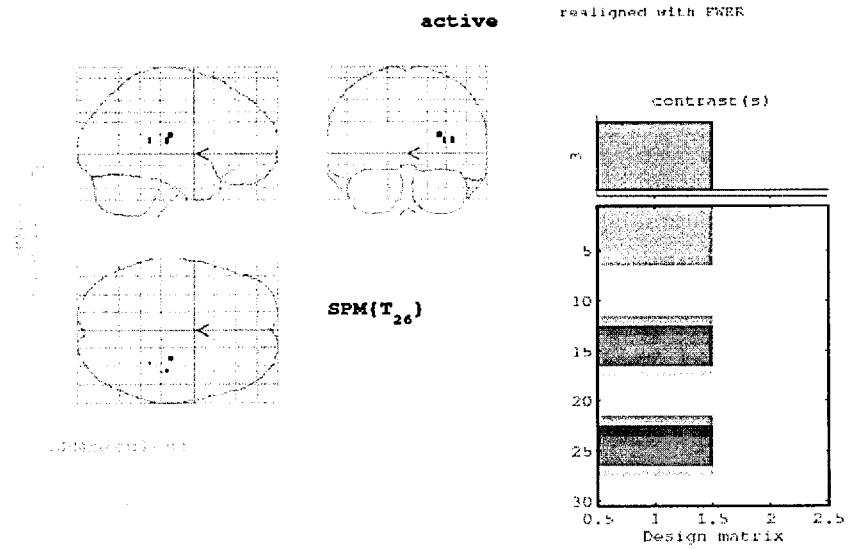 active
realigned with FWER
contrast(s)
SPM{T26}
5
10
15
20
25
30
0.5 1 1.5 2 2.5
Design matrix